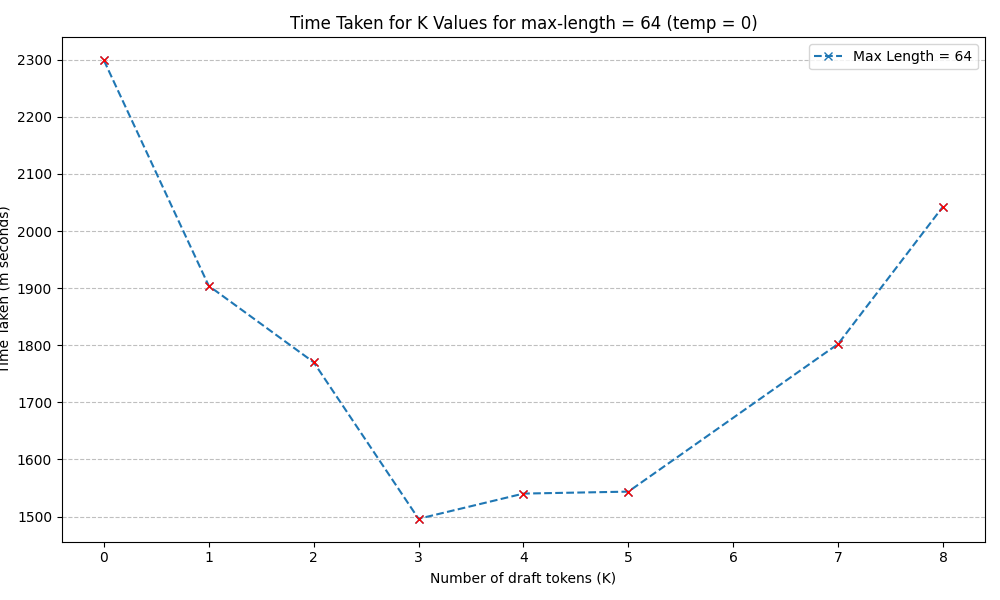 Time Taken for K Values for max-length = 64 (temp = 0)
Max Length = 64
2300
2200
2100
2000
1900
1800
1700
1600
1500
Time Taken (m seconds)
0 1 2 3 4 5 6 7 8
Number of draft tokens (K)